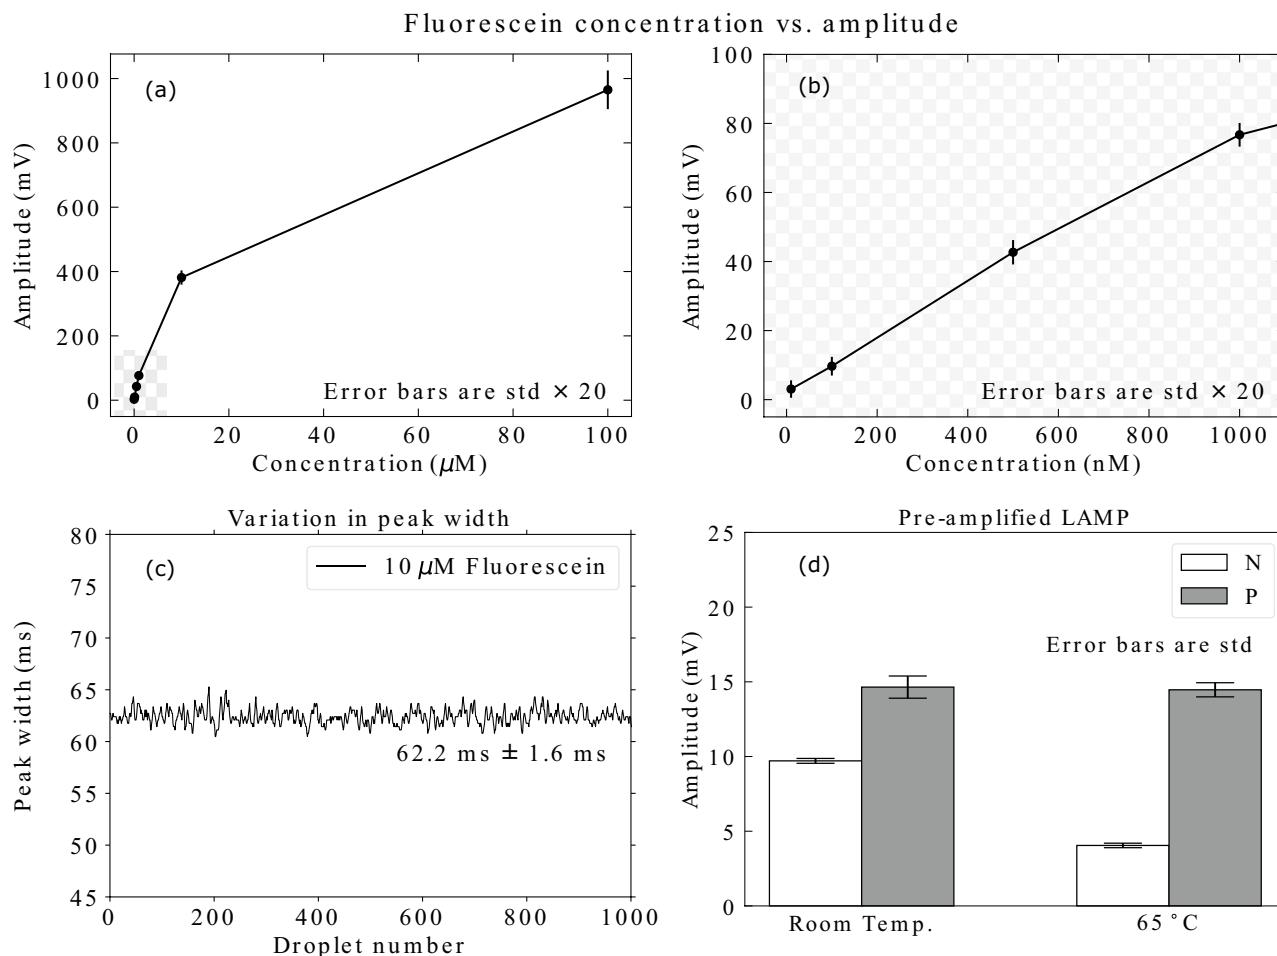 Fluorescein concentration vs. amplitude
(a)
Amplitude (mV)
1000
800
600
400
200
0
Error bars are std × 20
0 20 40 60 80 100
Concentration (μM)
(b)
Amplitude (mV)
100
80
60
40
20
0
Error bars are std × 20
0 200 400 600 800 1000
Concentration (nM)
Variation in peak width
(c)
10 μM Fluorescein
Peak width (ms)
80
75
70
65
60
55
50
45
62.2 ms ± 1.6 ms
0 200 400 600 800 1000
Droplet number
Pre-amplified LAMP
(d)
N
P
Error bars are std
Amplitude (mV)
25
20
15
10
5
0
Room Temp. 65 °C